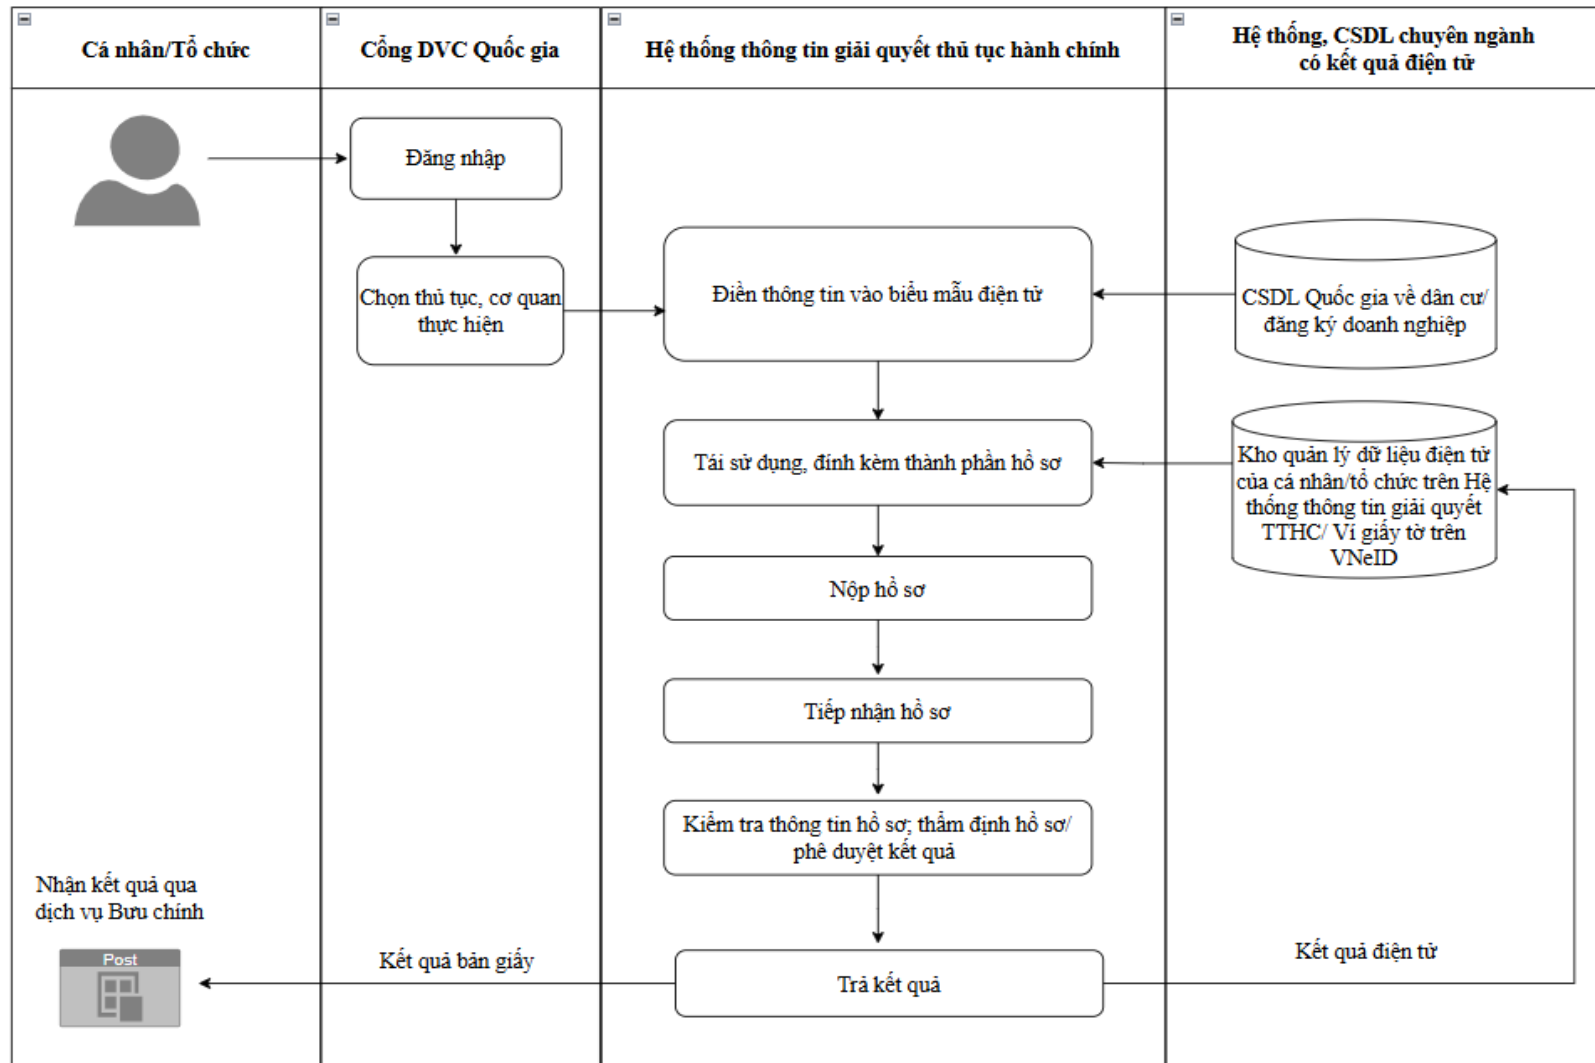 Cá nhân/Tổ chức
Cổng DVC Quốc gia
Hệ thống thông tin giải quyết thủ tục hành chính
Hệ thống, CSDL chuyên ngành
có kết quả điện tử
Đăng nhập
Chọn thủ tục, cơ quan
thực hiện
Điền thông tin vào biểu mẫu điện tử
CSDL Quốc gia về dân cư/
đăng ký doanh nghiệp
Tái sử dụng, đính kèm thành phần hồ sơ
Kho quản lý dữ liệu điện tử
của cá nhân/tổ chức trên Hệ
thống thông tin giải quyết
TTHC/ Ví giấy tờ trên
VNeID
Nộp hồ sơ
Tiếp nhận hồ sơ
Kiểm tra thông tin hồ sơ; thẩm định hồ sơ/
phê duyệt kết quả
Nhận kết quả qua
dịch vụ Bưu chính
Post
Kết quả bản giấy
Trả kết quả
Kết quả điện tử